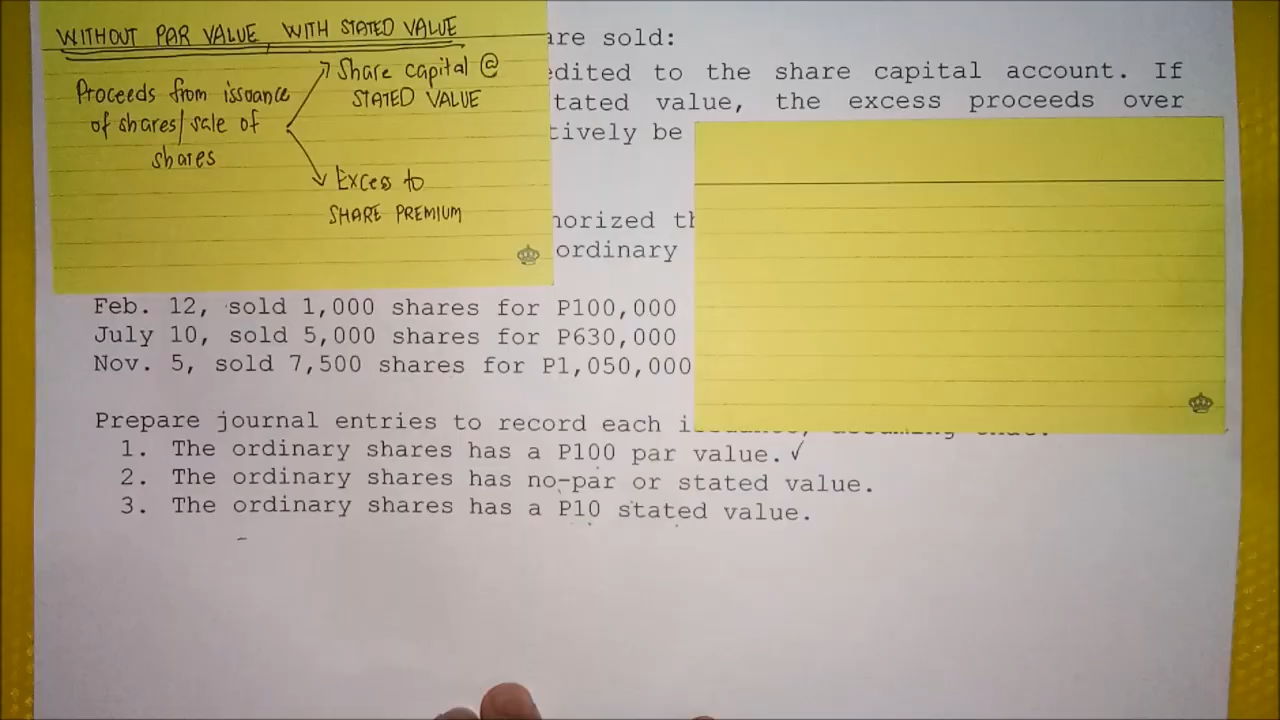 WITHOUT PAR VALUE, WITH STATED VALUE
Proceeds from issuance
of shares/sale of
shares
Share capital @
STATED VALUE
Excess to
SHARE PREMIUM
are sold:
edited to the share capital account. If
tated value, the excess proceeds over
tively be
horized th
ordinary
Feb. 12, sold 1,000 shares for P100,000
July 10, sold 5,000 shares for P630,000
Nov. 5, sold 7,500 shares for P1,050,000
Prepare journal entries to record each
1. The ordinary shares has a P100 par value. ✓
2. The ordinary shares has no-par or stated value.
3. The ordinary shares has a P10 stated value.